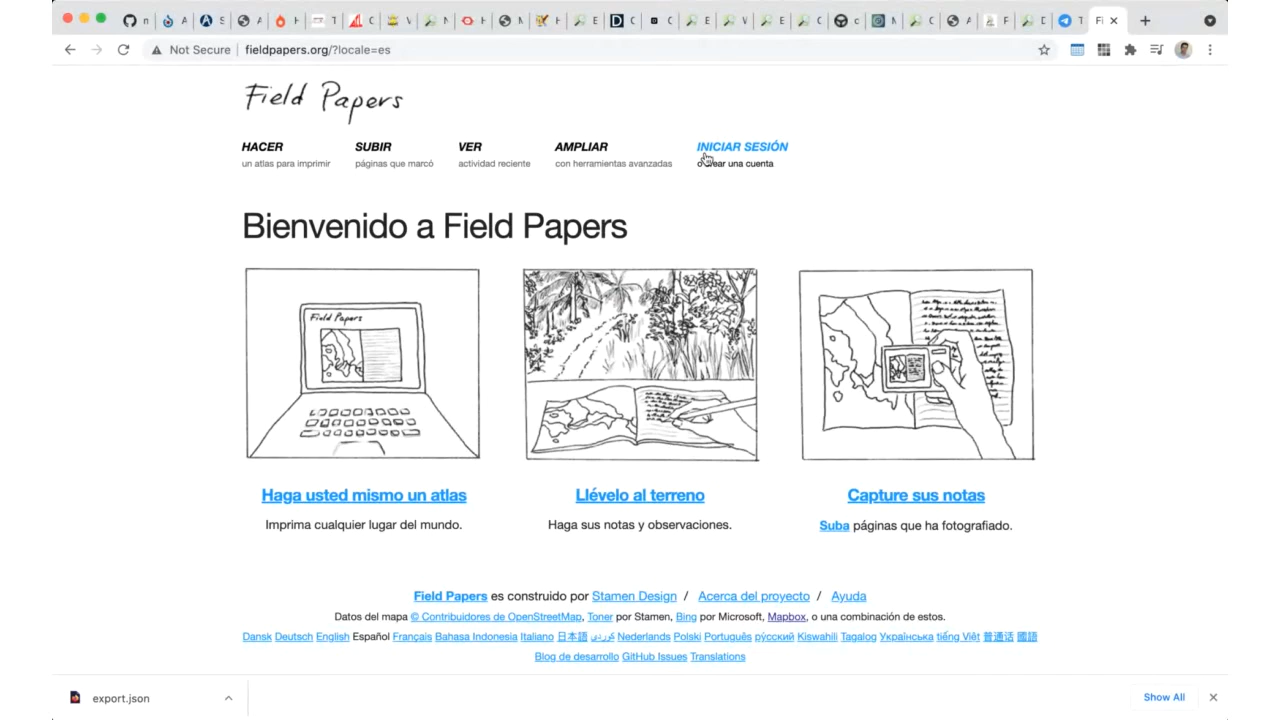 Not Secure
fieldpapers.org/?locale=es
Field Papers
HACER
un atlas para imprimir
SUBIR
páginas que marcó
VER
actividad reciente
AMPLIAR
con herramientas avanzadas
INICIAR SESIÓN
o crear una cuenta
Bienvenido a Field Papers
Field Papers
Haga usted mismo un atlas
Imprima cualquier lugar del mundo.
Llévelo al terreno
Haga sus notas y observaciones.
Capture sus notas
Suba páginas que ha fotografiado.
Field Papers es construido por Stamen Design / Acerca del proyecto / Ayuda
Datos del mapa © Contribuidores de OpenStreetMap, Toner por Stamen, Bing por Microsoft, Mapbox, o una combinación de estos.
Dansk Deutsch English Español Français Bahasa Indonesia Italiano 日本語 كوردي Nederlands Polski Português ру́сский Kiswahili Tagalog Українська tiếng Việt 普通话 國語
Blog de desarrollo GitHub Issues Translations
export.json
Show All